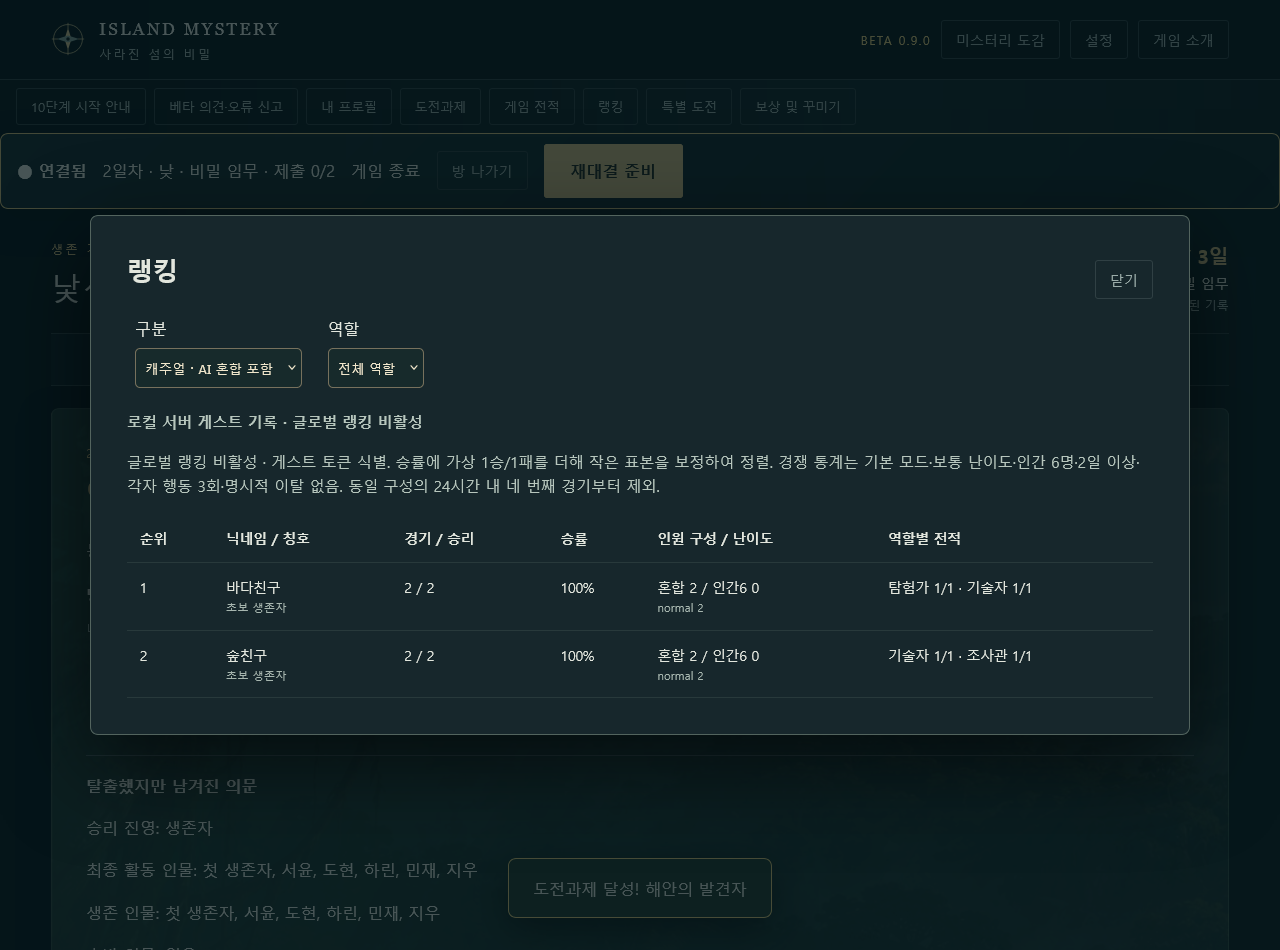 ISLAND MYSTERY
사라진 섬의 비밀
BETA 0.9.0
미스터리 도감
설정
게임 소개
10단계 시작 안내
베타 의견·오류 신고
내 프로필
도전과제
게임 전적
랭킹
특별 도전
보상 및 꾸미기
연결됨
2일차 · 낮 · 비밀 임무 · 제출 0/2
게임 종료
방 나가기
재대결 준비
생존
3일
낮
임무
기록
랭킹
닫기
구분
역할
캐주얼 · AI 혼합 포함
전체 역할
로컬 서버 게스트 기록 · 글로벌 랭킹 비활성
글로벌 랭킹 비활성 · 게스트 토큰 식별. 승률에 가상 1승/1패를 더해 작은 표본을 보정하여 정렬. 경쟁 통계는 기본 모드·보통 난이도·인간 6명·2일 이상·
각자 행동 3회·명시적 이탈 없음. 동일 구성의 24시간 내 네 번째 경기부터 제외.
순위 닉네임 / 칭호 경기 / 승리 승률 인원 구성 / 난이도 역할별 전적
1 바다친구 2 / 2 100% 혼합 2 / 인간6 0 탐험가 1/1 · 기술자 1/1
초보 생존자 normal 2
2 숲친구 2 / 2 100% 혼합 2 / 인간6 0 기술자 1/1 · 조사관 1/1
초보 생존자 normal 2
탈출했지만 남겨진 의문
승리 진영: 생존자
최종 활동 인물: 첫 생존자, 서윤, 도현, 하린, 민재, 지우
도전과제 달성! 해안의 발견자
생존 인물: 첫 생존자, 서윤, 도현, 하린, 민재, 지우